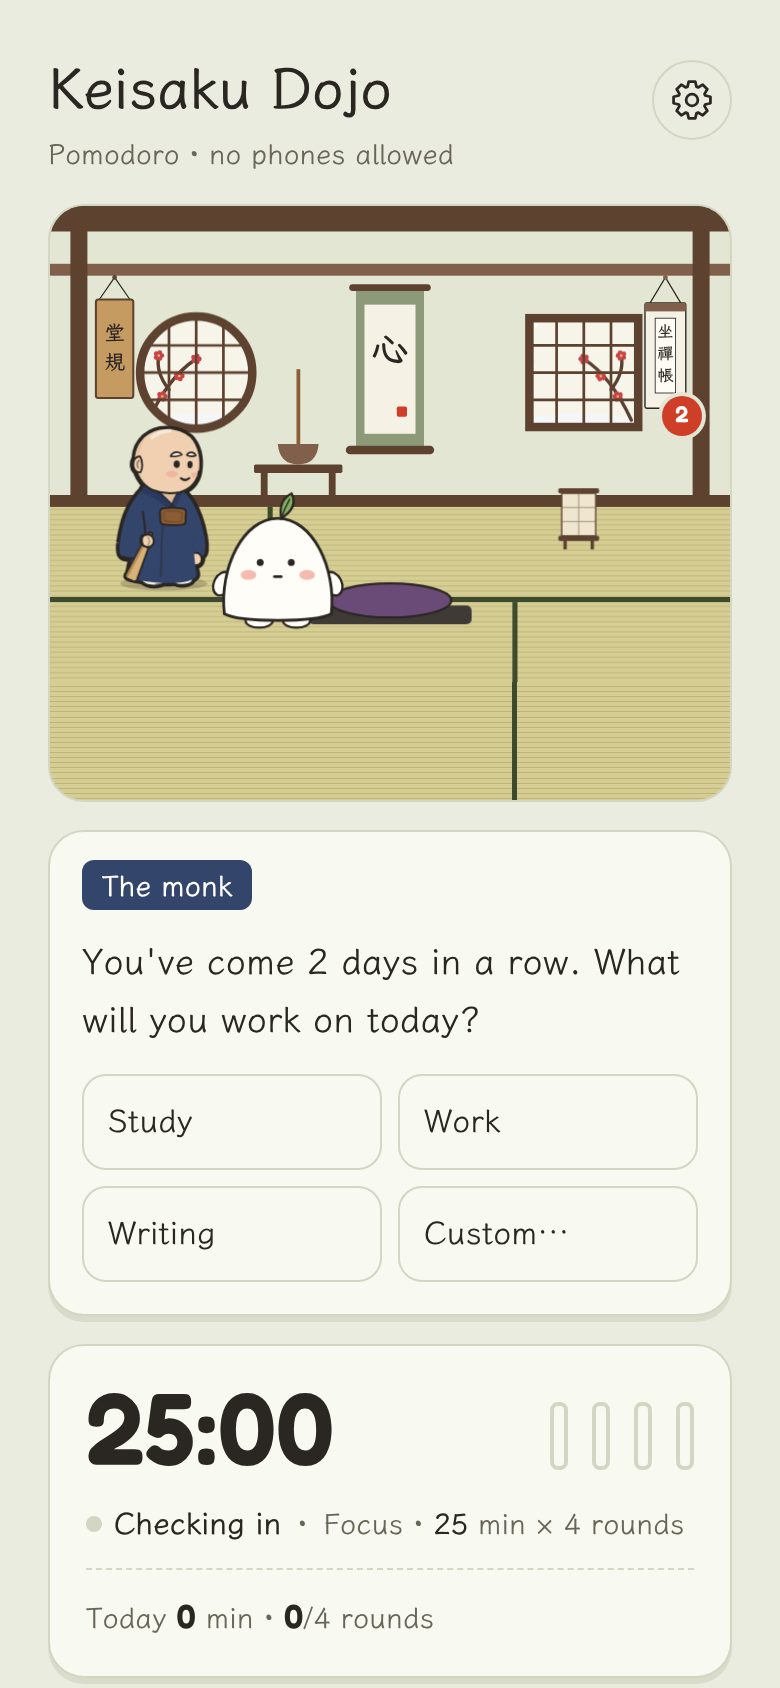 Keisaku Dojo
Pomodoro • no phones allowed
堂規
心
坐禪帳
2
The monk
You've come 2 days in a row. What
will you work on today?
Study
Work
Writing
Custom⋯
25:00
Checking in • Focus • 25 min × 4 rounds
Today 0 min • 0/4 rounds